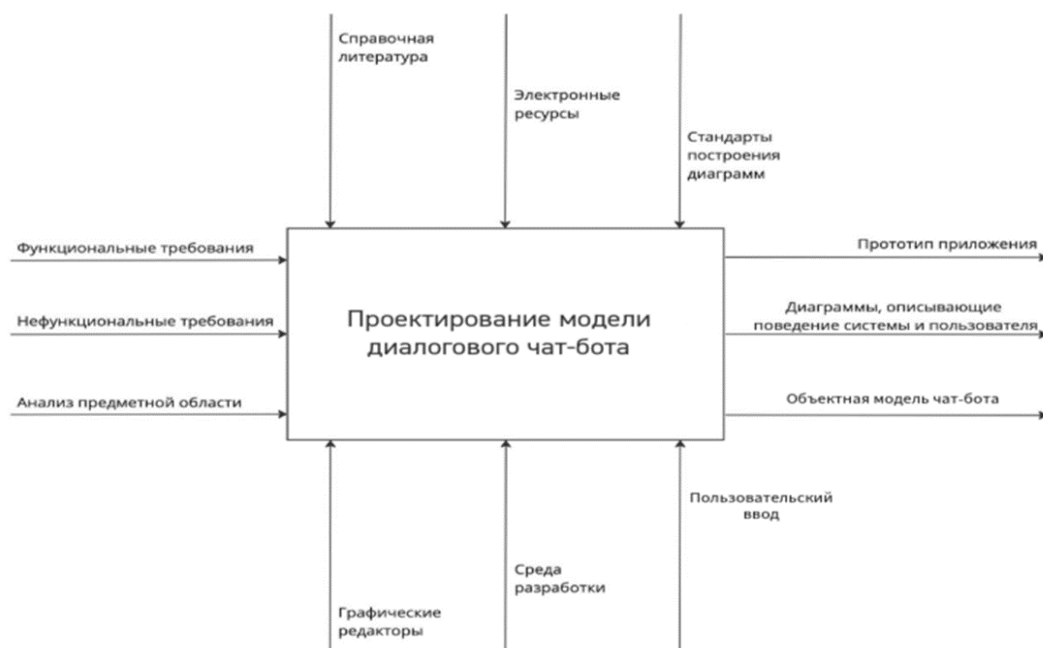 Справочная
литература
Электронные
ресурсы
Стандарты
построения
диаграмм
Функциональные требования
Нефункциональные требования
Анализ предметной области
Проектирование модели
диалогового чат-бота
Прототип приложения
Диаграммы, описывающие
поведение системы и пользователя
Объектная модель чат-бота
Графические
редакторы
Среда
разработки
Пользовательский
ввод